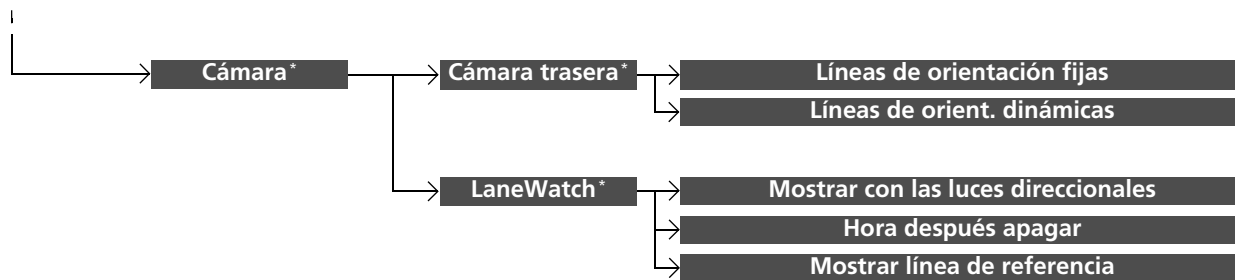 Cámara*
Cámara trasera*
Líneas de orientación fijas
Líneas de orient. dinámicas
LaneWatch*
Mostrar con las luces direccionales
Hora después apagar
Mostrar línea de referencia